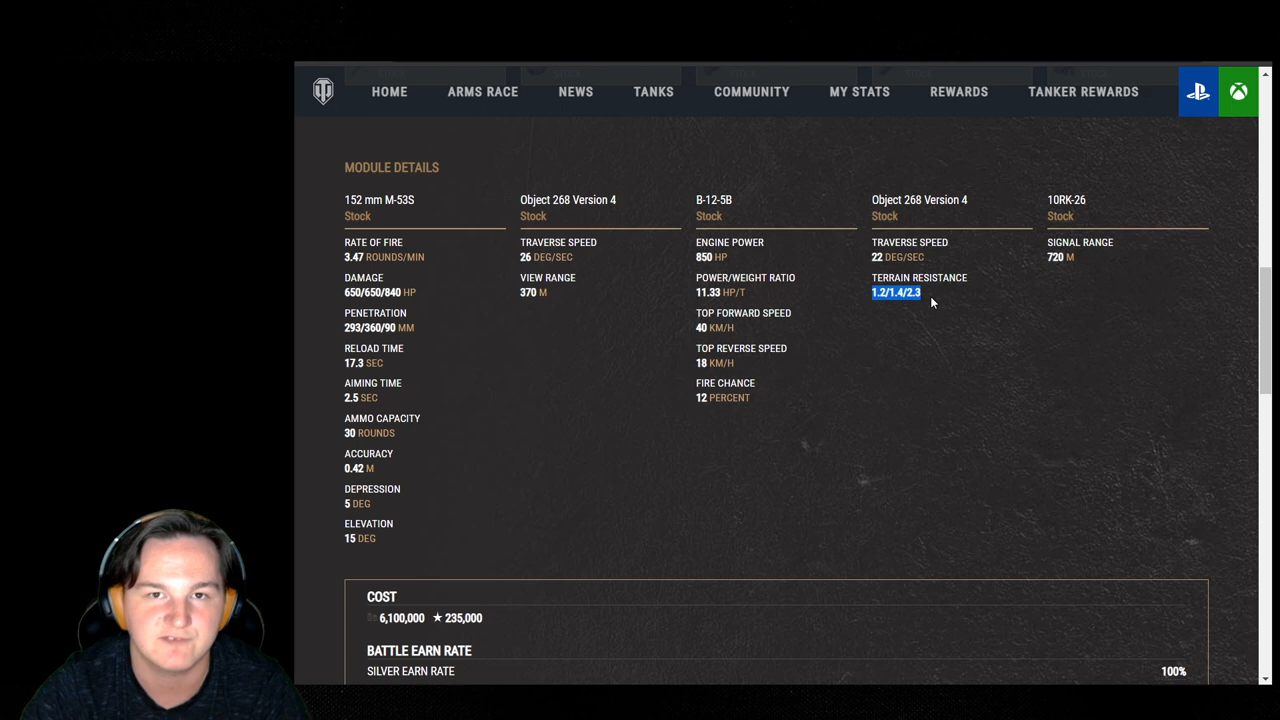 HOME ARMS RACE NEWS TANKS COMMUNITY MY STATS REWARDS TANKER REWARDS
MODULE DETAILS
152 mm M-53S
Stock
RATE OF FIRE
3.47 ROUNDS/MIN
DAMAGE
650/650/840 HP
PENETRATION
293/360/90 MM
RELOAD TIME
17.3 SEC
AIMING TIME
2.5 SEC
AMMO CAPACITY
30 ROUNDS
ACCURACY
0.42 M
DEPRESSION
5 DEG
ELEVATION
15 DEG
Object 268 Version 4
Stock
TRAVERSE SPEED
26 DEG/SEC
VIEW RANGE
370 M
B-12-5B
Stock
ENGINE POWER
850 HP
POWER/WEIGHT RATIO
11.33 HP/T
TOP FORWARD SPEED
40 KM/H
TOP REVERSE SPEED
18 KM/H
FIRE CHANCE
12 PERCENT
Object 268 Version 4
Stock
TRAVERSE SPEED
22 DEG/SEC
TERRAIN RESISTANCE
1.2/1.4/2.3
10RK-26
Stock
SIGNAL RANGE
720 M
COST
6,100,000 ★ 235,000
BATTLE EARN RATE
SILVER EARN RATE 100%